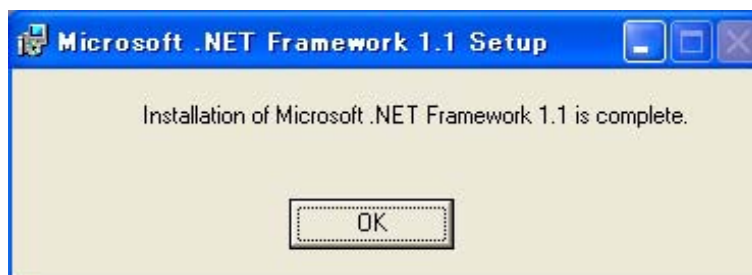 Microsoft .NET Framework 1.1 Setup
Installation of Microsoft .NET Framework 1.1 is complete.
OK